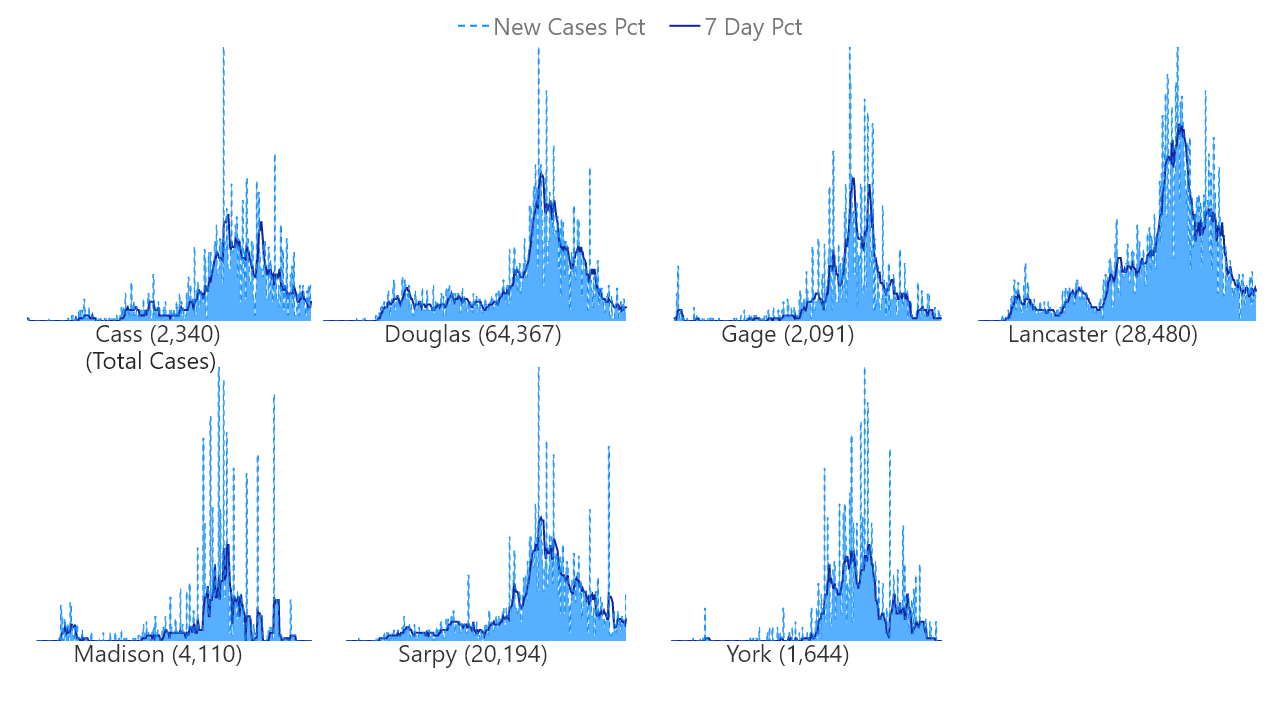 New Cases Pct 7 Day Pct
Cass (2,340)
(Total Cases)
Douglas (64,367)
Gage (2,091)
Lancaster (28,480)
Madison (4,110)
Sarpy (20,194)
York (1,644)